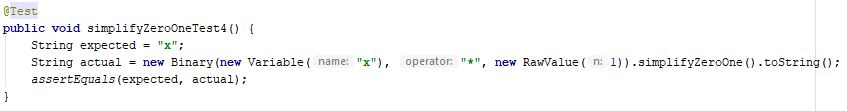 @Test
public void simplifyZeroOneTest4() {
    String expected = "x";
    String actual = new Binary(new Variable( name: "x"), operator: "*", new RawValue( n: 1)).simplifyZeroOne().toString();
    assertEquals(expected, actual);
}